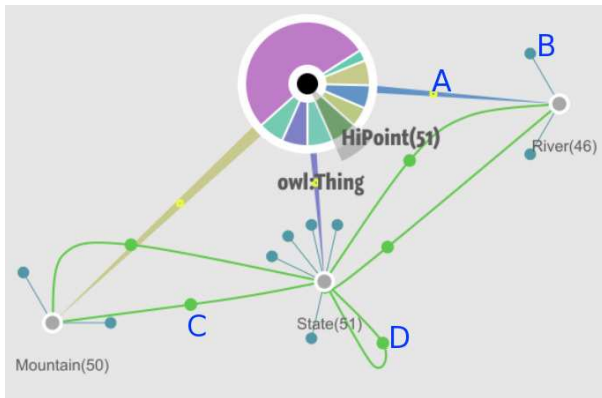 B
A
HiPoint(51)
River(46)
owl:Thing
C
State(51)
D
Mountain(50)